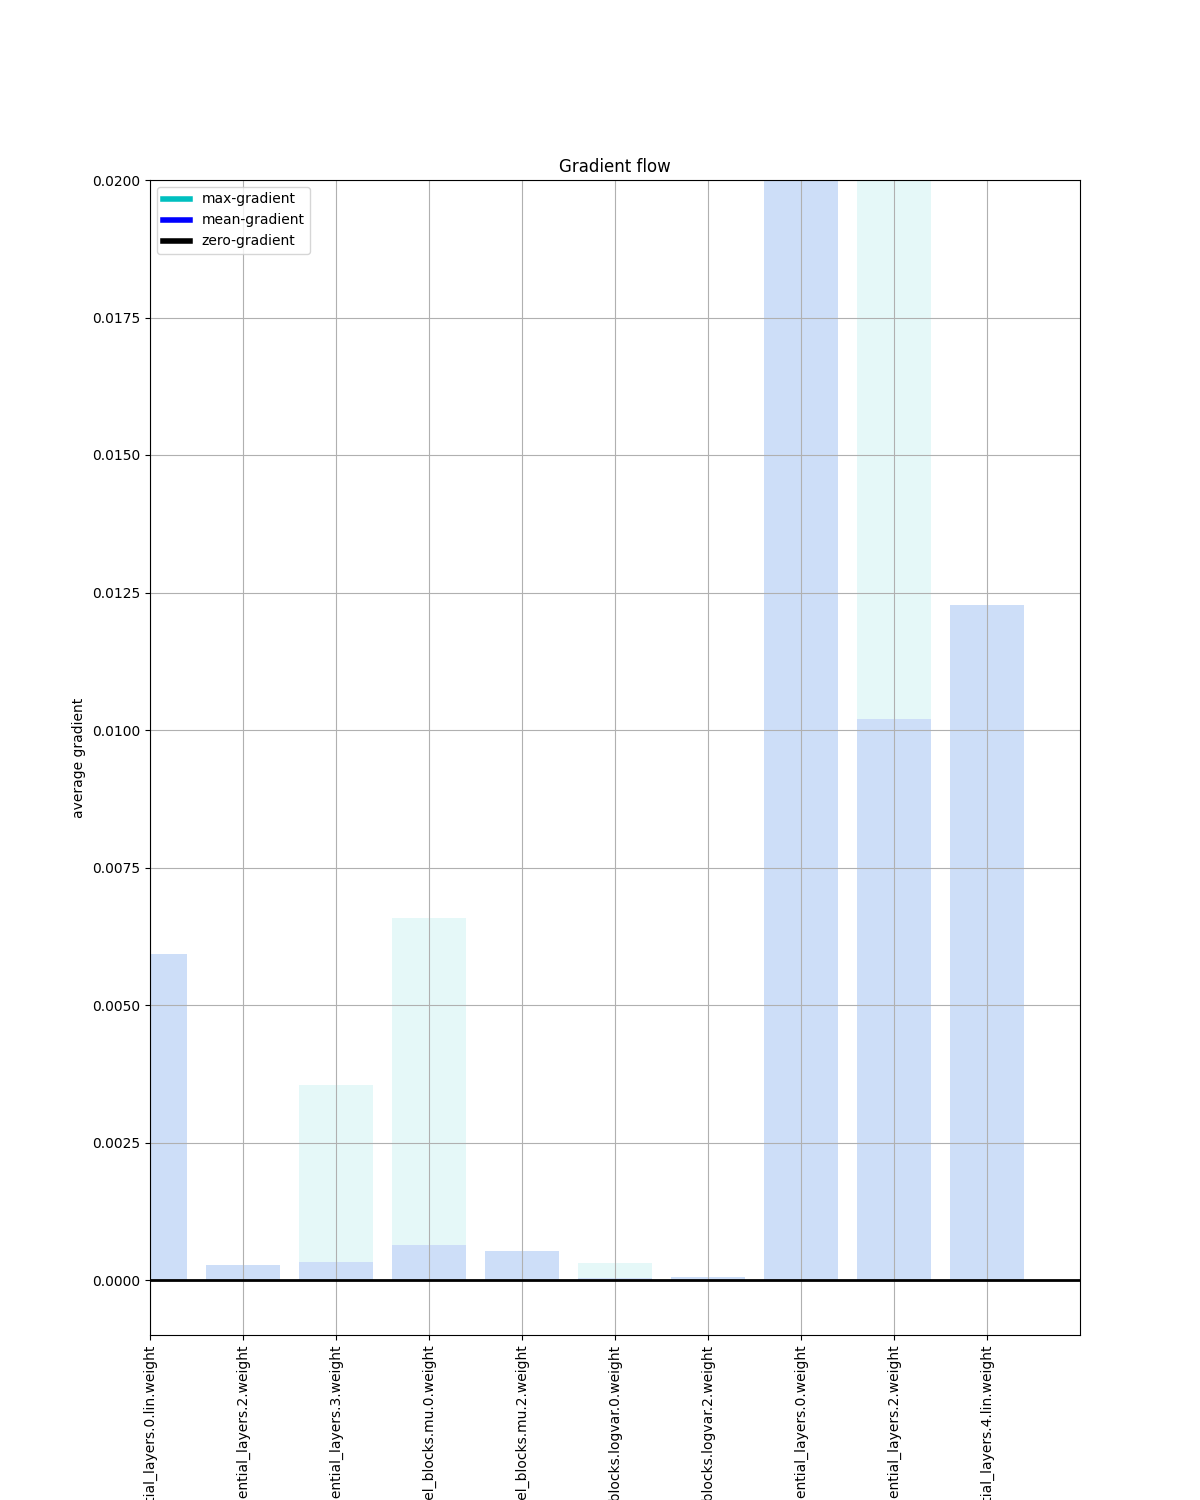 Gradient flow
max-gradient
mean-gradient
zero-gradient
average gradient
0.0200
0.0175
0.0150
0.0125
0.0100
0.0075
0.0050
0.0025
0.0000
tial_layers.0.lin.weight
ential_layers.2.weight
ential_layers.3.weight
el_blocks.mu.0.weight
el_blocks.mu.2.weight
blocks.logvar.0.weight
blocks.logvar.2.weight
ential_layers.0.weight
ential_layers.2.weight
tial_layers.4.lin.weight